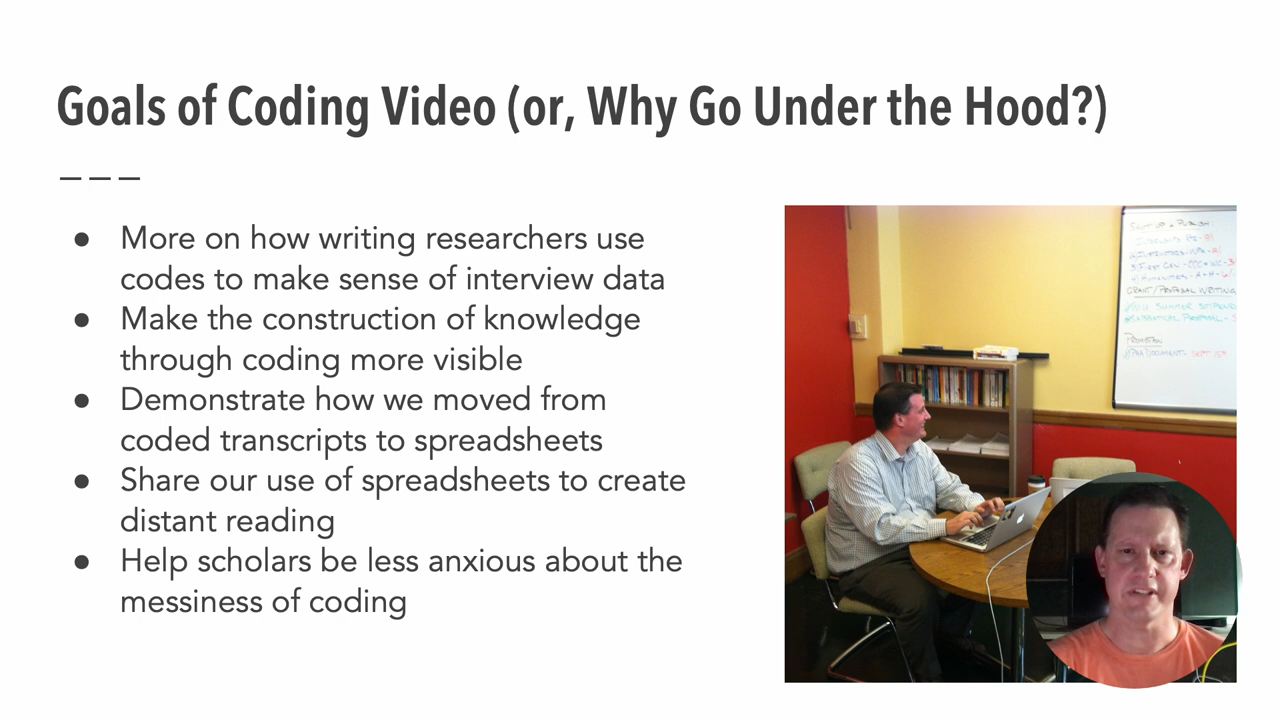 Goals of Coding Video (or, Why Go Under the Hood?)
● More on how writing researchers use
codes to make sense of interview data
● Make the construction of knowledge
through coding more visible
● Demonstrate how we moved from
coded transcripts to spreadsheets
● Share our use of spreadsheets to create
distant reading
● Help scholars be less anxious about the
messiness of coding
GRANT/PROPOSAL WRITING